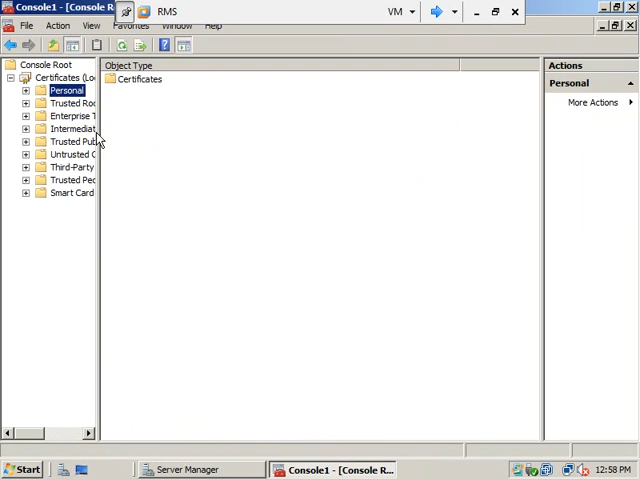 Console1 - [Console R
RMS
VM
File Action View Favorites Window Help
Console Root
Certificates (Lo
Personal
Trusted Roo
Enterprise T
Intermediat
Trusted Pub
Untrusted C
Third-Party
Trusted Peo
Smart Card
Object Type
Certificates
Actions
Personal
More Actions
Start
Server Manager
Console1 - [Console R...
12:58 PM